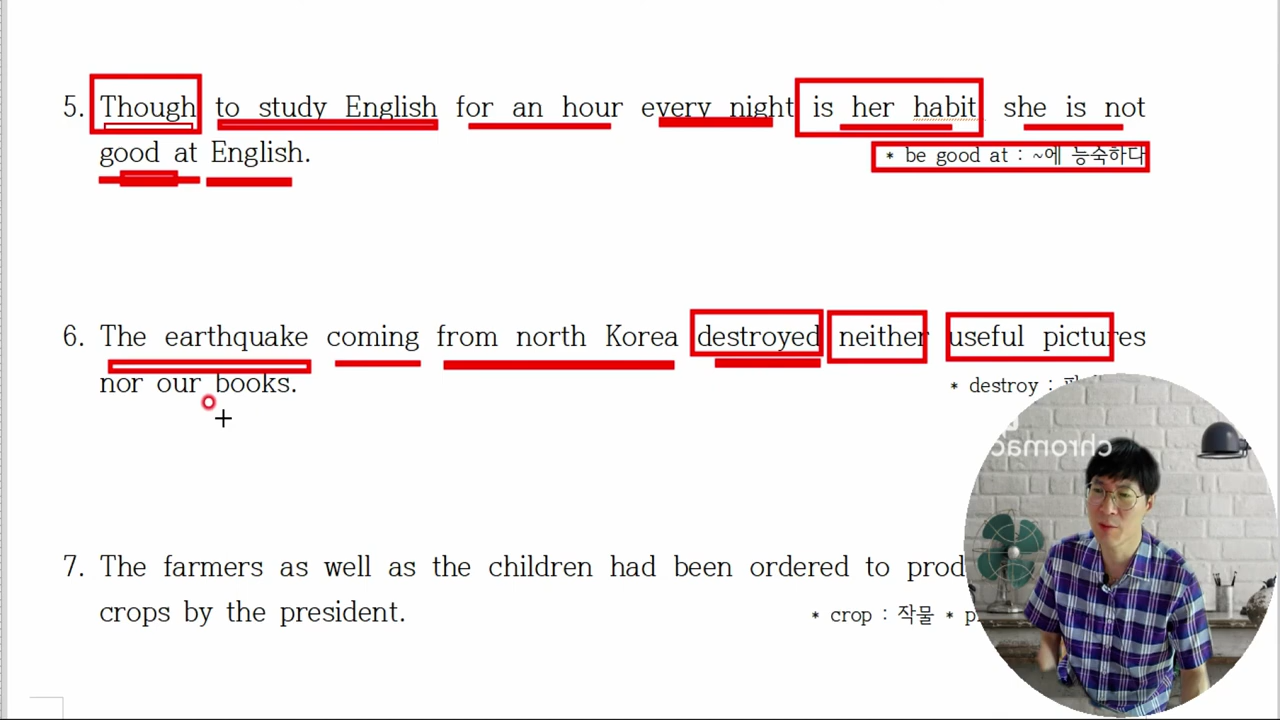 5. Though to study English for an hour every night is her habit she is not
good at English.
* be good at : ~에 능숙하다
6. The earthquake coming from north Korea destroyed neither useful pictures
nor our books.
* destroy :
7. The farmers as well as the children had been ordered to
crops by the president.
* crop : 작물 *